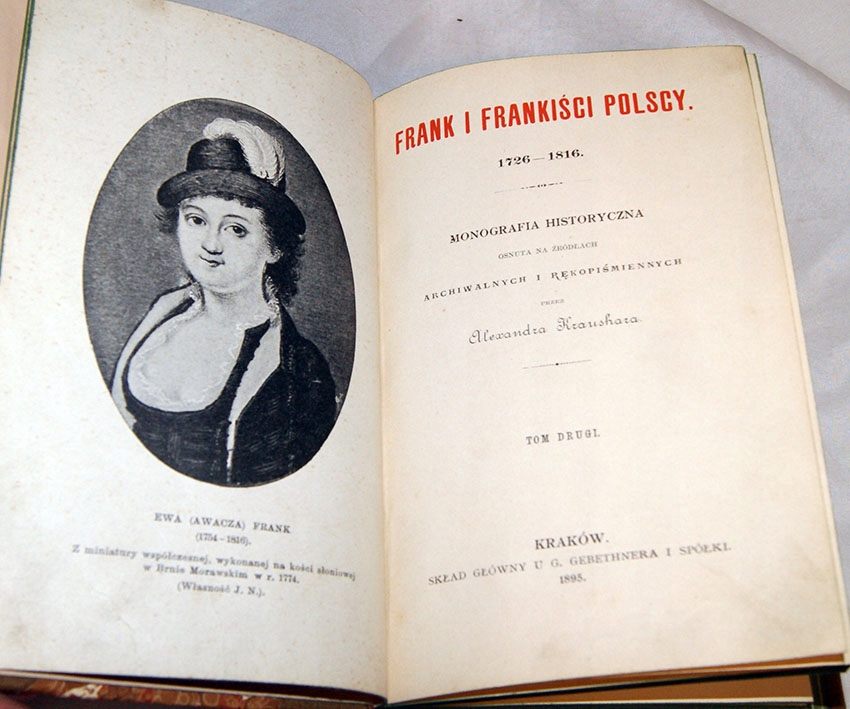 EWA (AWACZA) FRANK
(1754-1816).
Z miniatury współczesnej, wykonanej na kości słoniowej
w Brnie Morawskim w r. 1774.
(Własność J. N.).
FRANK I FRANKIŚCI POLSCY.
1726-1816.
MONOGRAFIA HISTORYCZNA
OSNUTA NA ŹRÓDŁACH
ARCHIWALNYCH I RĘKOPIŚMIENNYCH
PRZEZ
Alexandra Kraushara.
TOM DRUGI.
KRAKÓW.
SKŁAD GŁÓWNY U G. GEBETHNERA I SPÓŁKI.
1895.